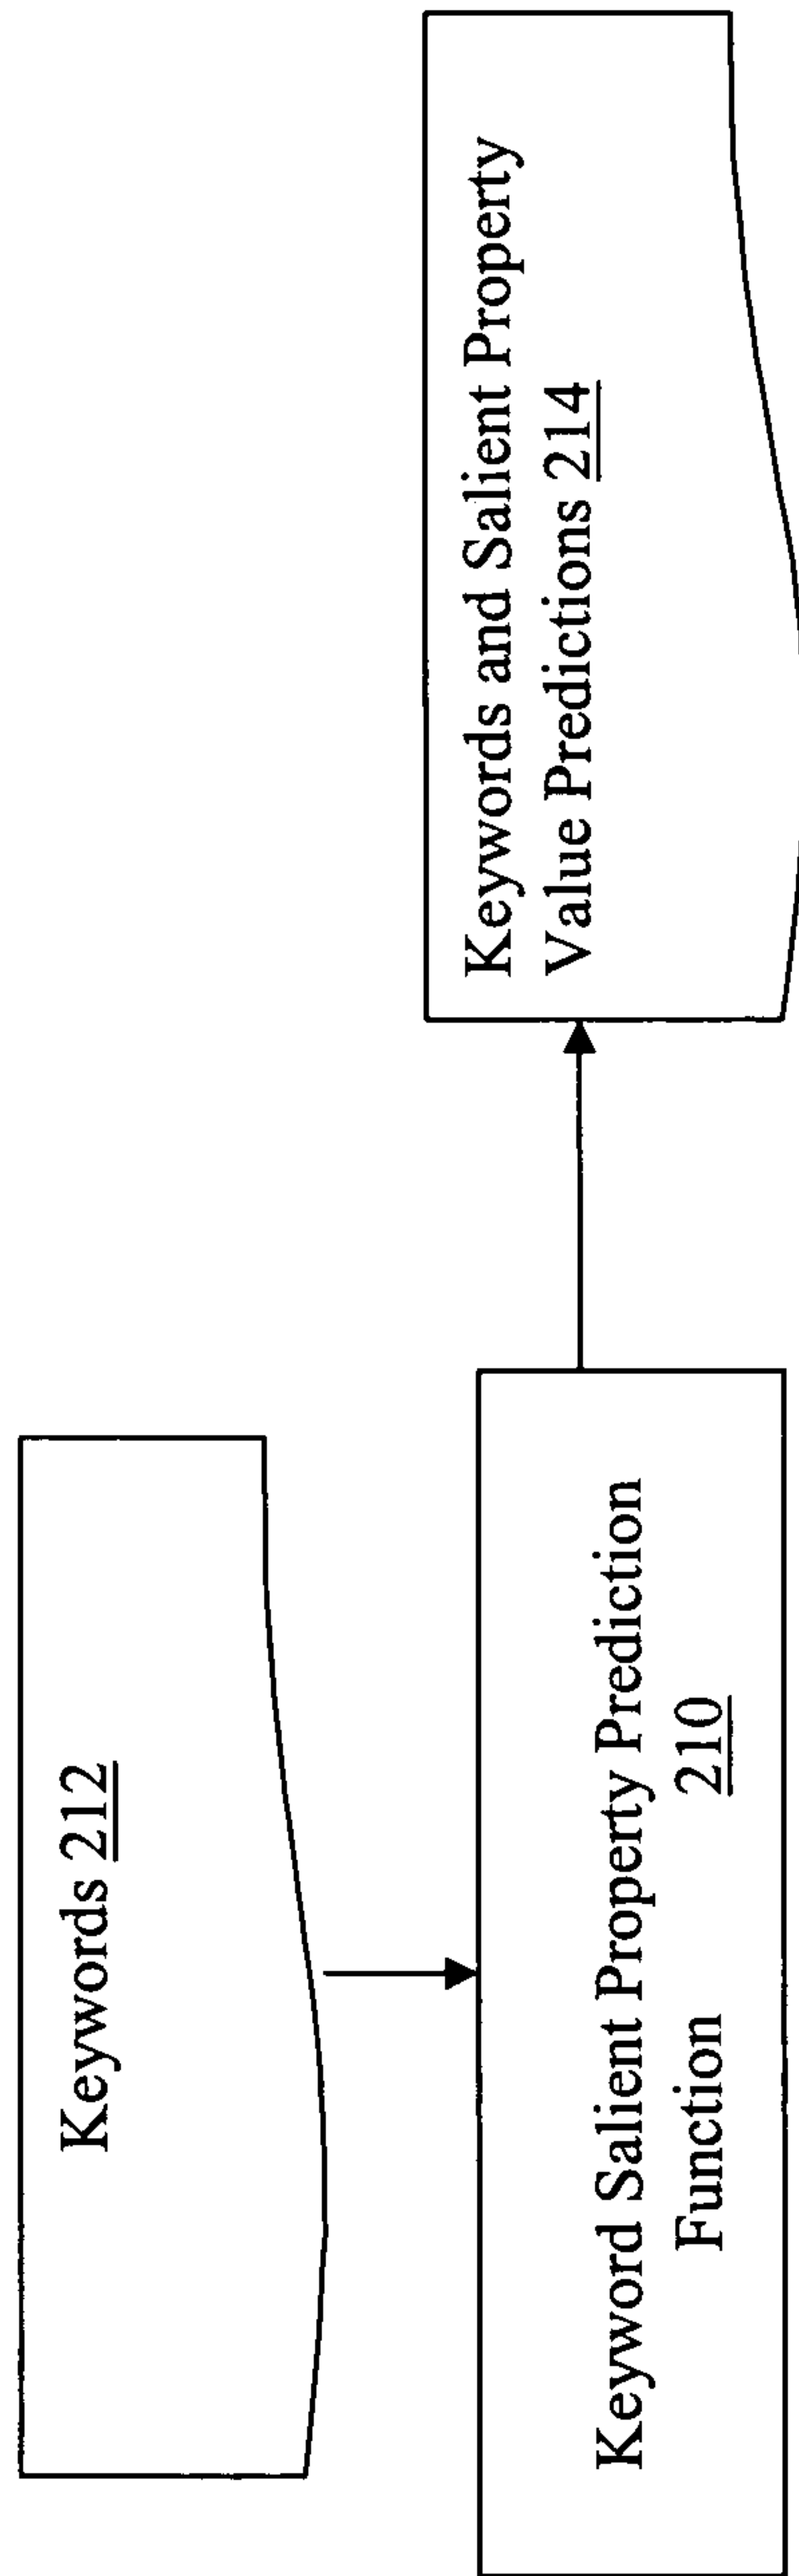 Keywords 212
Keyword Salient Property Prediction
Function 210
Keywords and Salient Property
Value Predictions 214